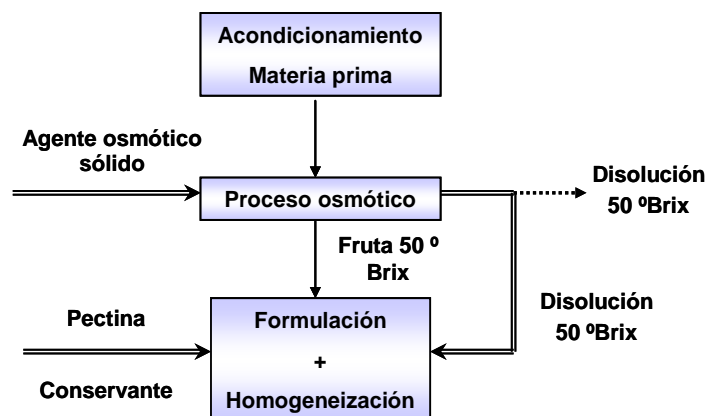 Acondicionamiento
Materia prima
Agente osmótico
sólido
Proceso osmótico
Disolución
50 ºBrix
Fruta 50 º
Brix
Pectina
Conservante
Formulación
+
Homogeneización
Disolución
50 ºBrix